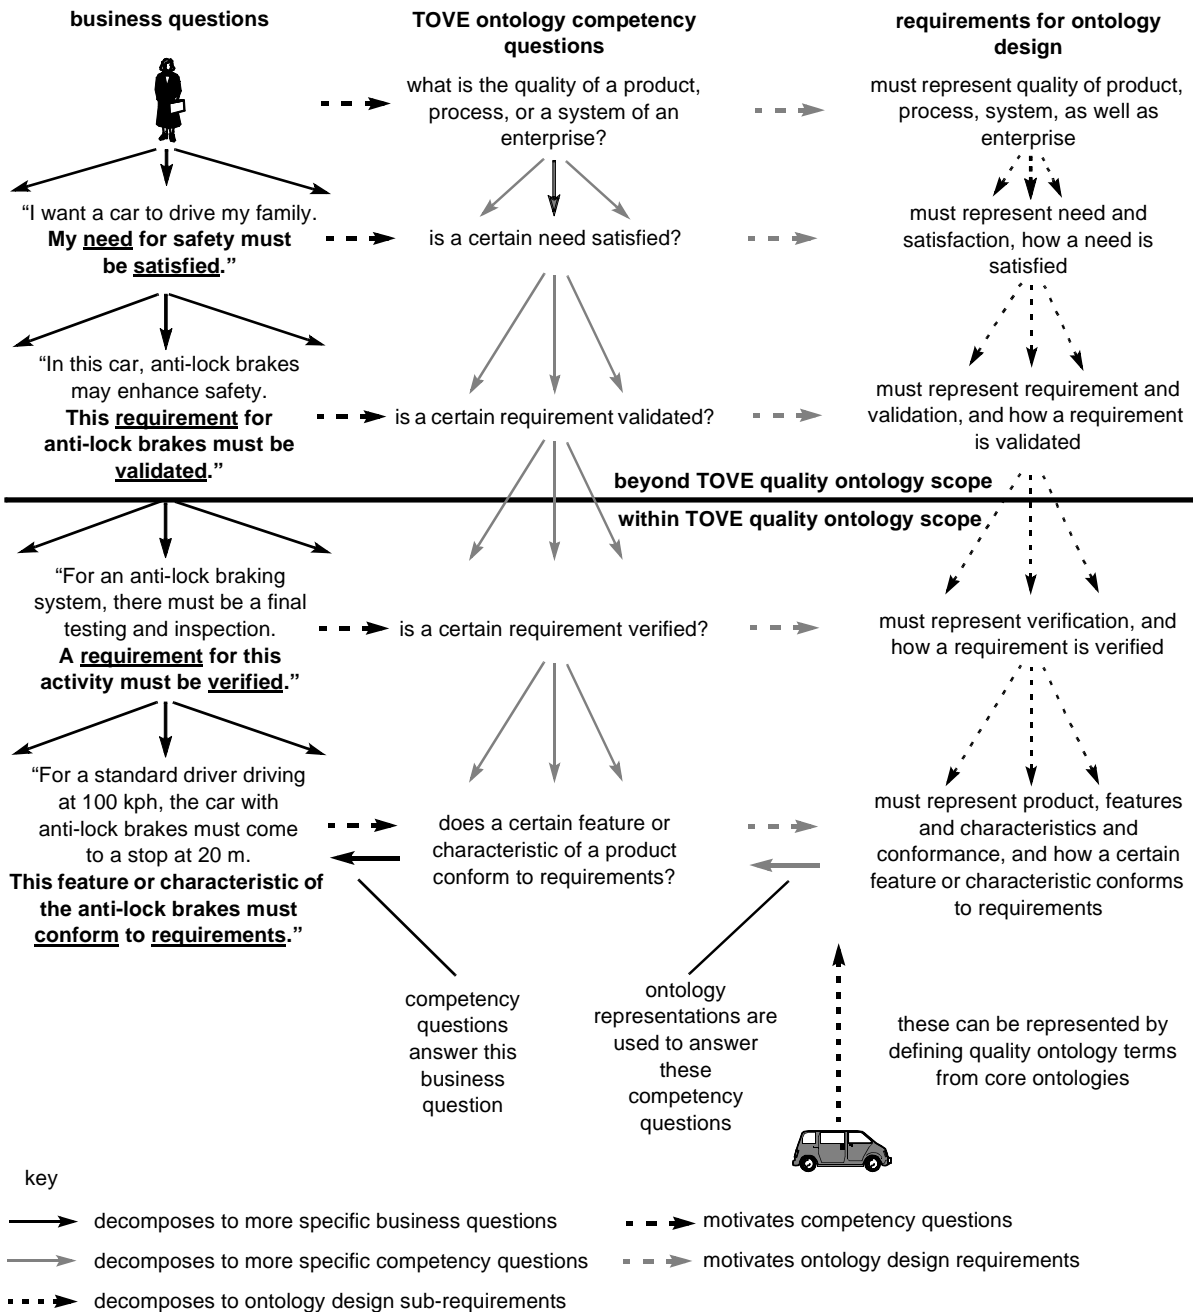 business questions
TOVE ontology competency
questions
requirements for ontology
design
what is the quality of a product,
process, or a system of an
enterprise?
must represent quality of product,
process, system, as well as
enterprise
“I want a car to drive my family.
My need for safety must
be satisfied.”
is a certain need satisfied?
must represent need and
satisfaction, how a need is
satisfied
“In this car, anti-lock brakes
may enhance safety.
This requirement for
anti-lock brakes must be
validated.”
is a certain requirement validated?
must represent requirement and
validation, and how a requirement
is validated
beyond TOVE quality ontology scope
within TOVE quality ontology scope
“For an anti-lock braking
system, there must be a final
testing and inspection.
A requirement for this
activity must be verified.”
is a certain requirement verified?
must represent verification, and
how a requirement is verified
“For a standard driver driving
at 100 kph, the car with
anti-lock brakes must come
to a stop at 20 m.
This feature or characteristic of
the anti-lock brakes must
conform to requirements.”
does a certain feature or
characteristic of a product
conform to requirements?
must represent product, features
and characteristics and
conformance, and how a certain
feature or characteristic conforms
to requirements
competency
questions
answer this
business
question
ontology
representations are
used to answer
these
competency
questions
these can be represented by
defining quality ontology terms
from core ontologies
key
decomposes to more specific business questions
motivates competency questions
decomposes to more specific competency questions
motivates ontology design requirements
decomposes to ontology design sub-requirements